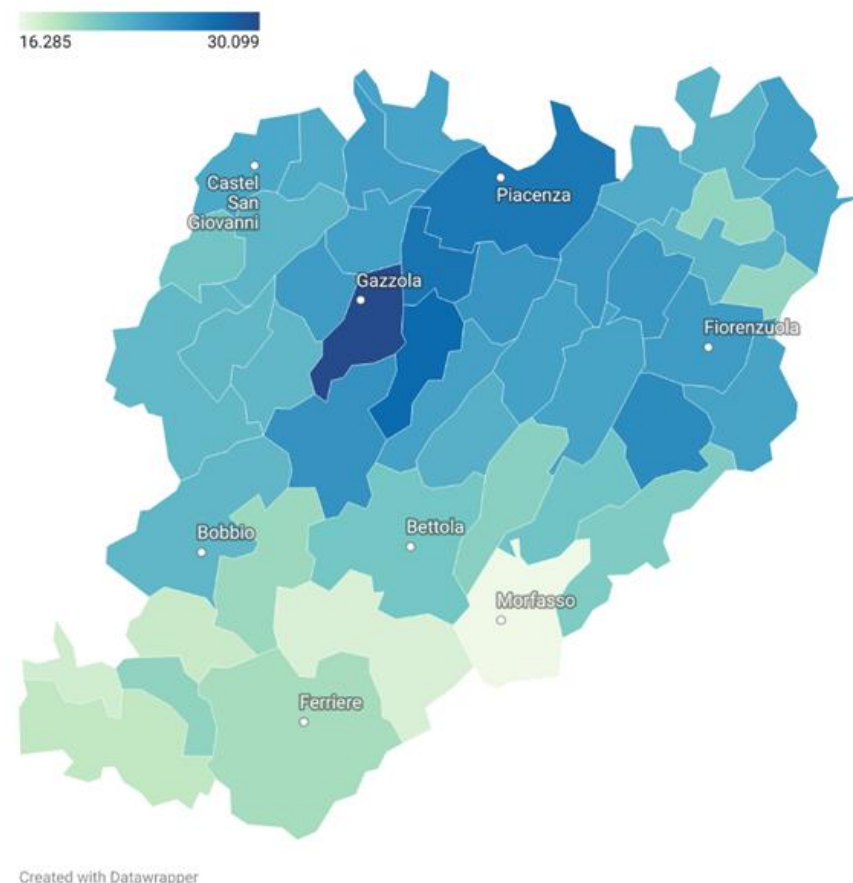 16.285 30.099
Castel
San
Giovanni
Piacenza
Gazzola
Fiorenzuola
Bobbio
Bettola
Morfasso
Ferriere
Created with Datawrapper